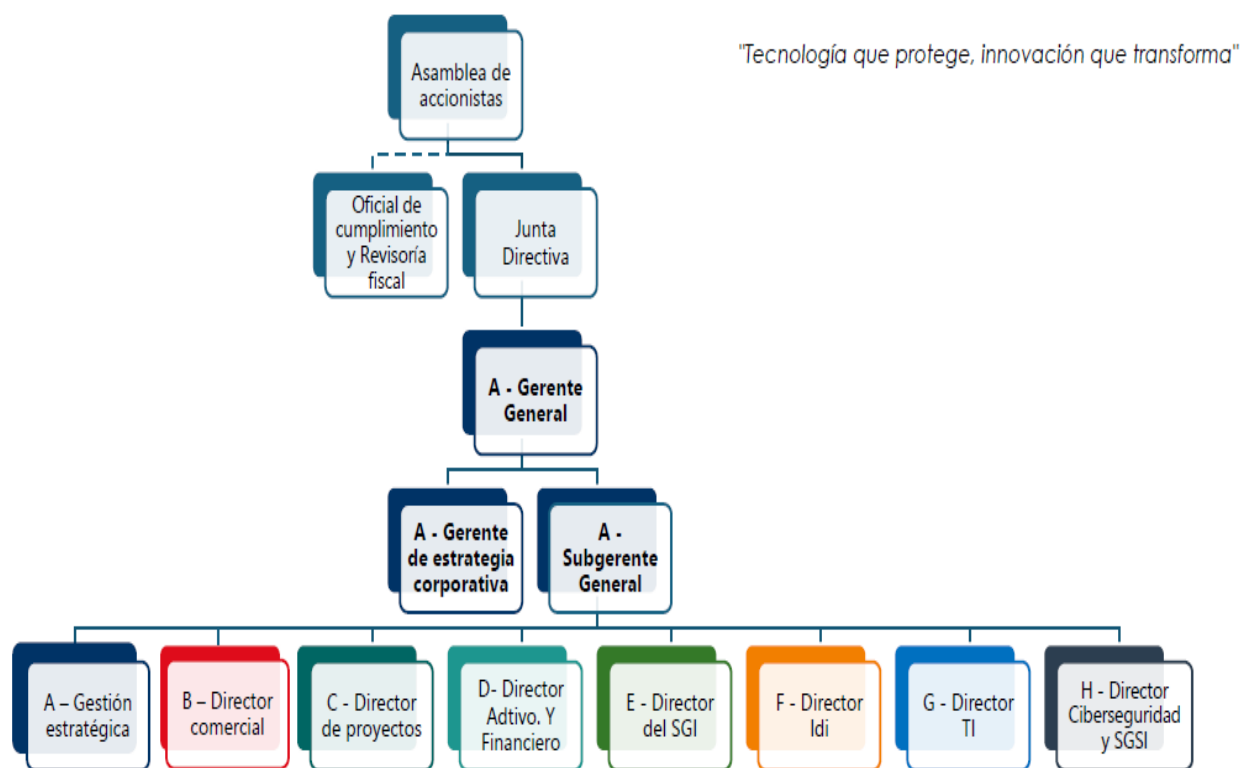 "Tecnología que protege, innovación que transforma"
Asamblea de
accionistas
Oficial de
cumplimiento
y Revisoría
fiscal
Junta
Directiva
A - Gerente
General
A - Gerente
de estrategia
corporativa
A -
Subgerente
General
A – Gestión
estratégica
B – Director
comercial
C - Director
de proyectos
D- Director
Adtivo. Y
Financiero
E - Director
del SGI
F - Director
Idi
G - Director
TI
H - Director
Ciberseguridad
y SGSI